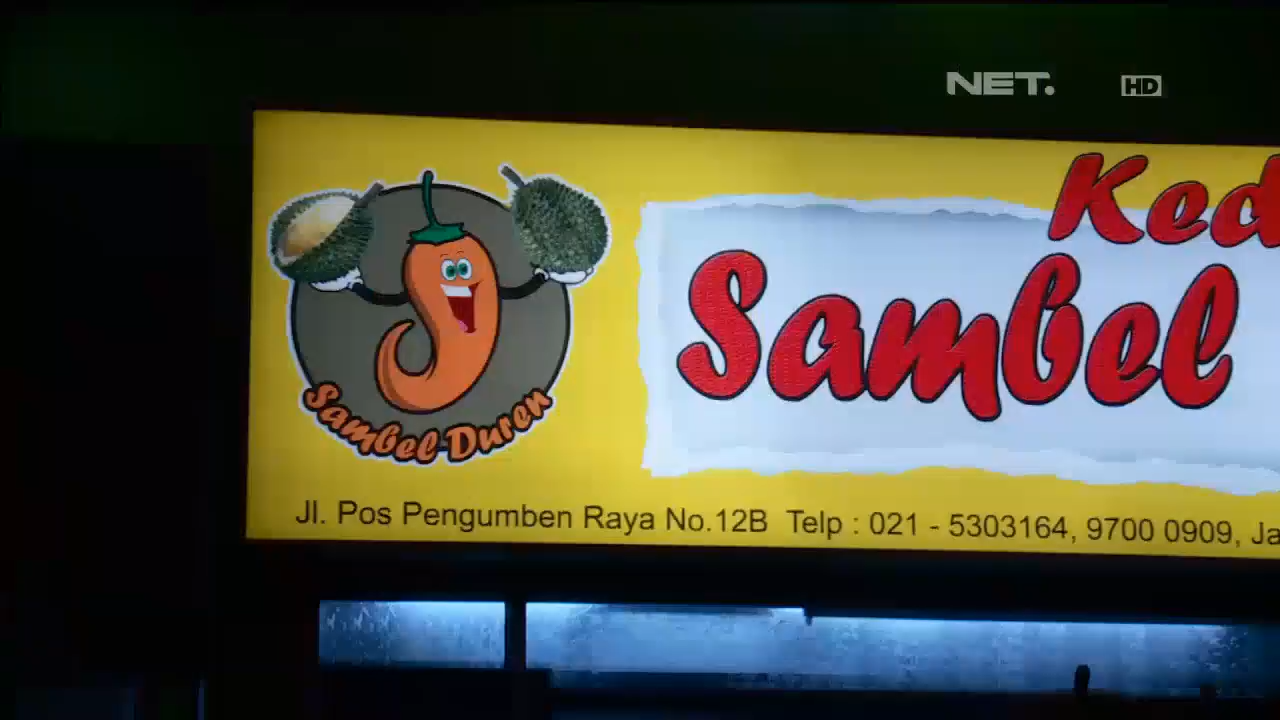 NET. HD
Ked
Sambel
Sambel Duren
Jl. Pos Pengumben Raya No.12B Telp : 021 - 5303164, 9700 0909, Ja